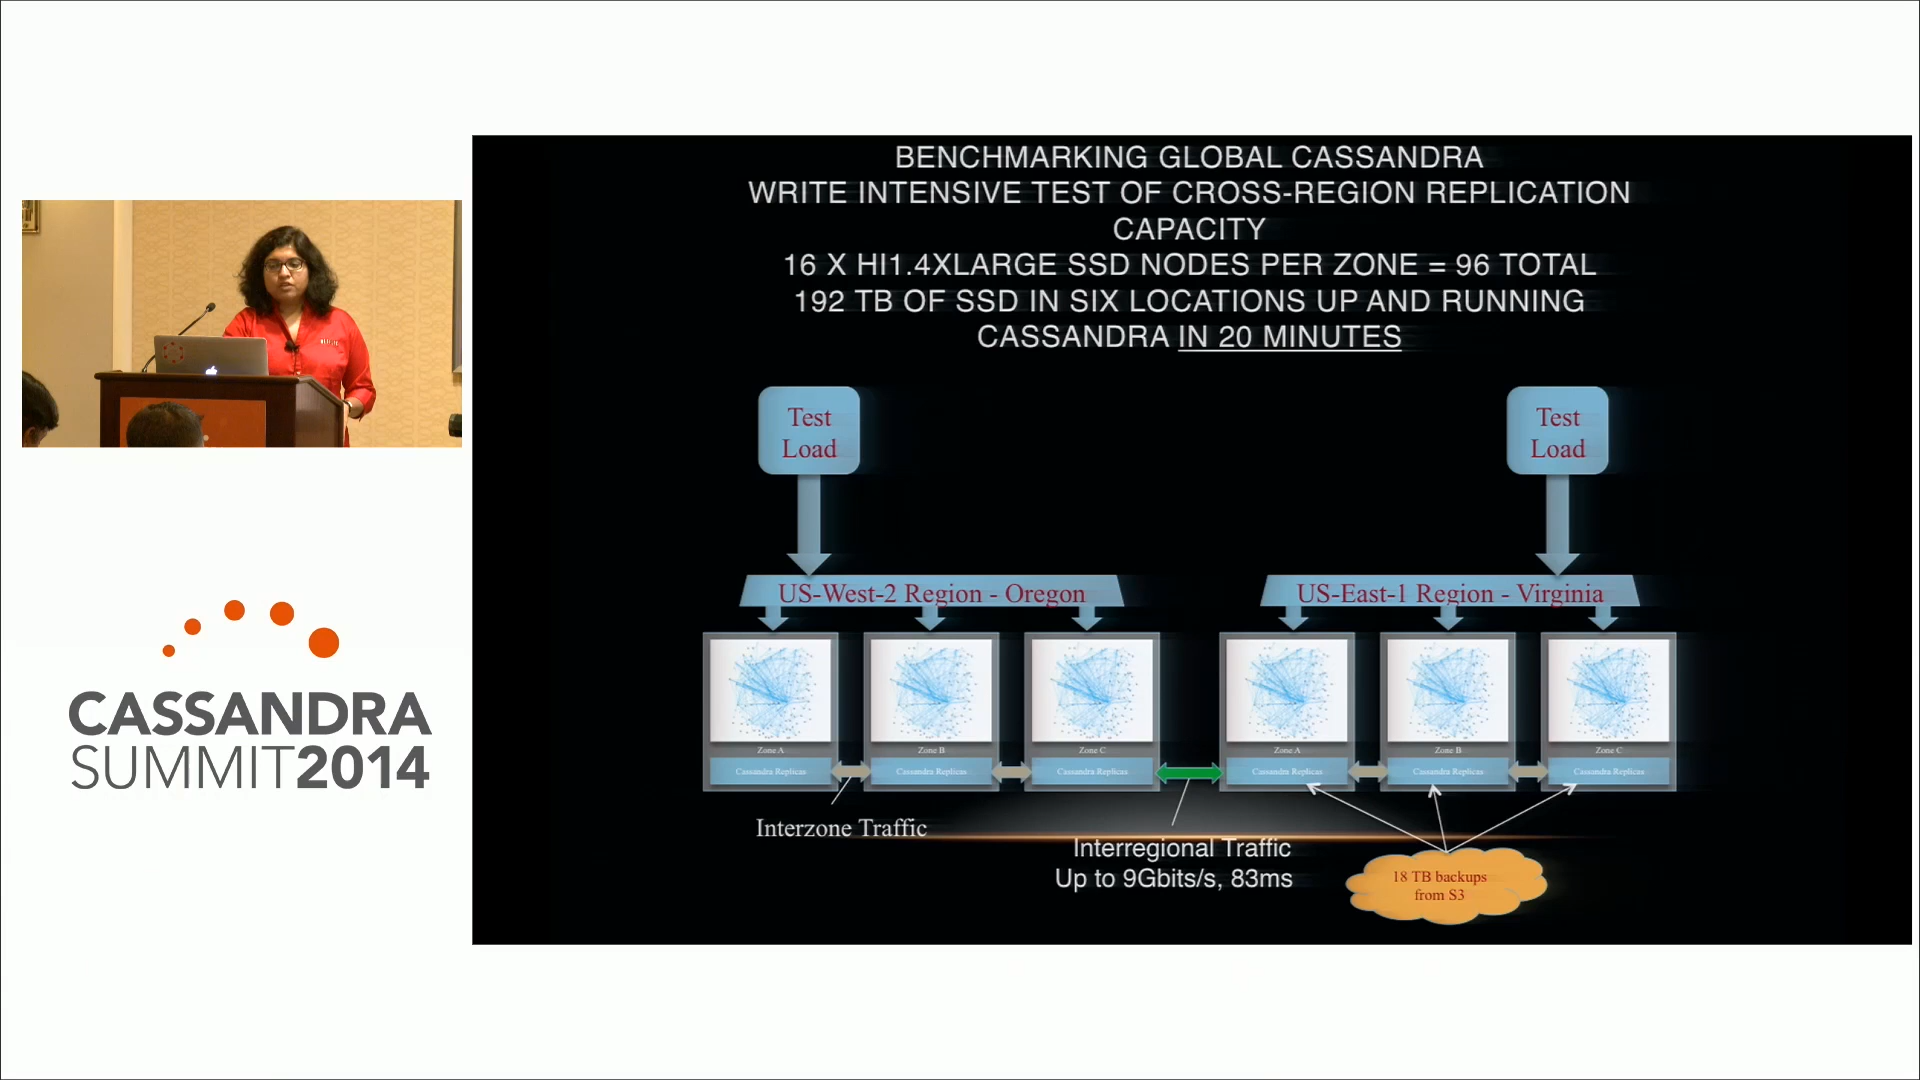 BENCHMARKING GLOBAL CASSANDRA
WRITE INTENSIVE TEST OF CROSS-REGION REPLICATION
CAPACITY
16 X HI1.4XLARGE SSD NODES PER ZONE = 96 TOTAL
192 TB OF SSD IN SIX LOCATIONS UP AND RUNNING
CASSANDRA IN 20 MINUTES
Test
Load
Test
Load
US-West-2 Region - Oregon
US-East-1 Region - Virginia
Zone A
Zone B
Zone C
Zone A
Zone B
Zone C
Cassandra Replicas
Cassandra Replicas
Cassandra Replicas
Cassandra Replicas
Cassandra Replicas
Cassandra Replicas
Interzone Traffic
Interregional Traffic
Up to 9Gbits/s, 83ms
18 TB backups
from S3
CASSANDRA
SUMMIT2014